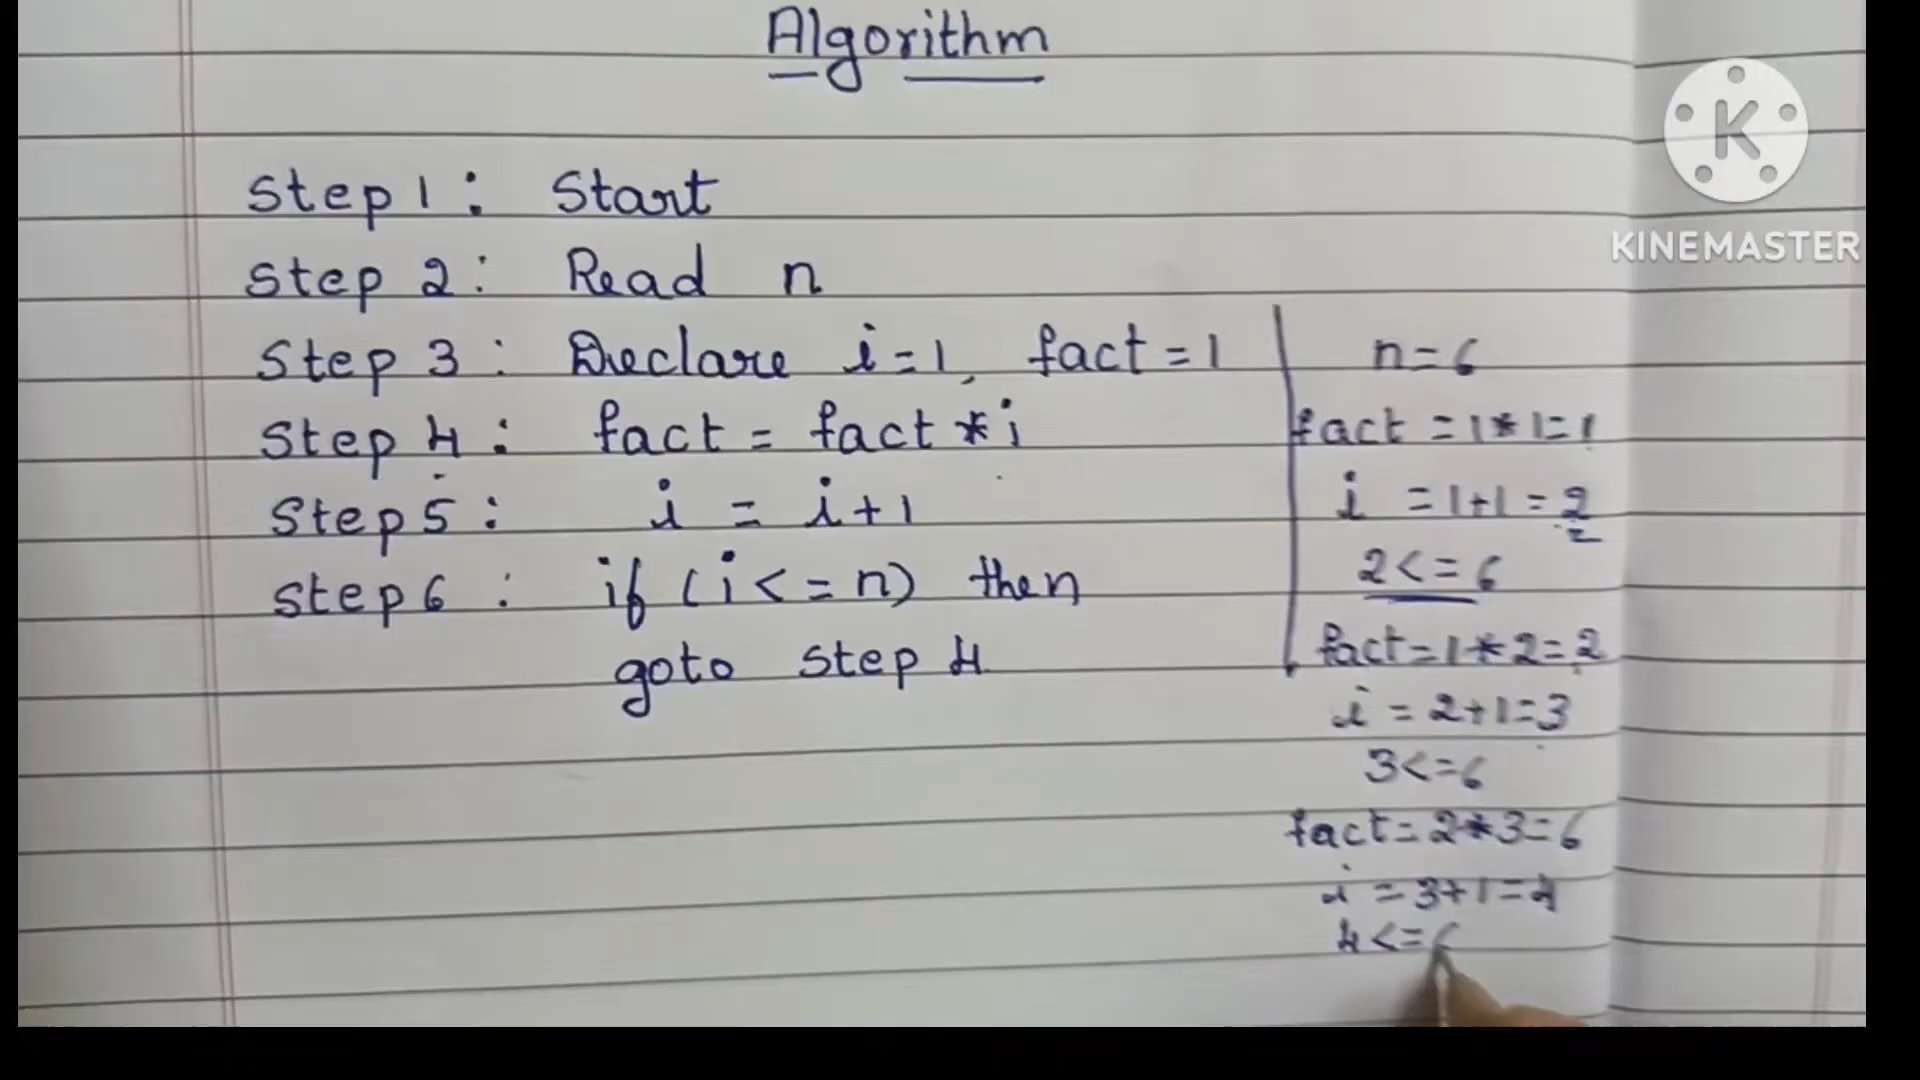 Algorithm
Step 1 : Start
Step 2 : Read n
Step 3 : Declare i = 1, fact = 1
Step 4 : fact = fact * i
Step 5 : i = i + 1
Step 6 : if (i < = n) then
goto step 4
n = 6
fact = 1 * 1 = 1
i = 1 + 1 = 2
2 < = 6
fact = 1 * 2 = 2
i = 2 + 1 = 3
3 < = 6
fact = 2 * 3 = 6
i = 3 + 1 = 4
4 < = 6
K
KINEMASTER